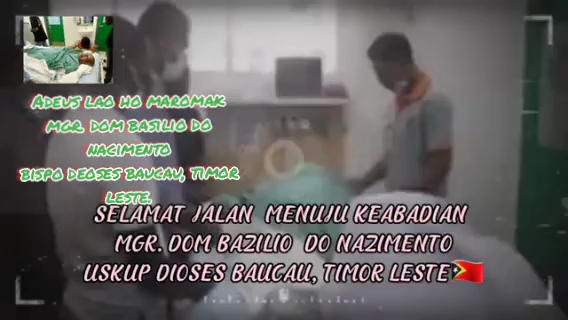 ADEUS LAO HO MAROMAK
MGR. DOM BASILIO DO
NACIMENTO
BISPO DEOSES BAUCAU, TIMOR
LESTE.
SELAMAT JALAN MENUJU KEABADIAN
MGR. DOM BAZILIO DO NAZIMENTO
USKUP DIOSES BAUCAU, TIMOR LESTE